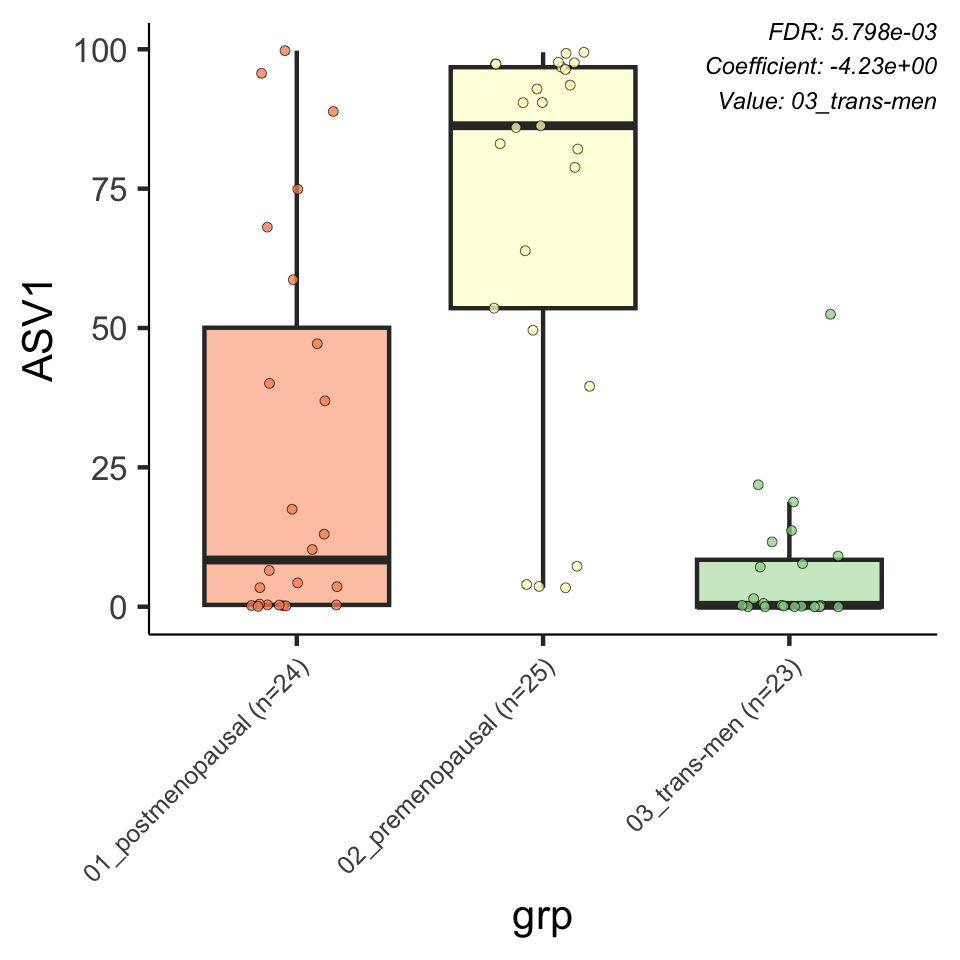 FDR: 5.798e-03
Coefficient: -4.23e+00
Value: 03_trans-men
100
75
50
25
0
ASV1
01_postmenopausal (n=24)
02_premenopausal (n=25)
03_trans-men (n=23)
grp